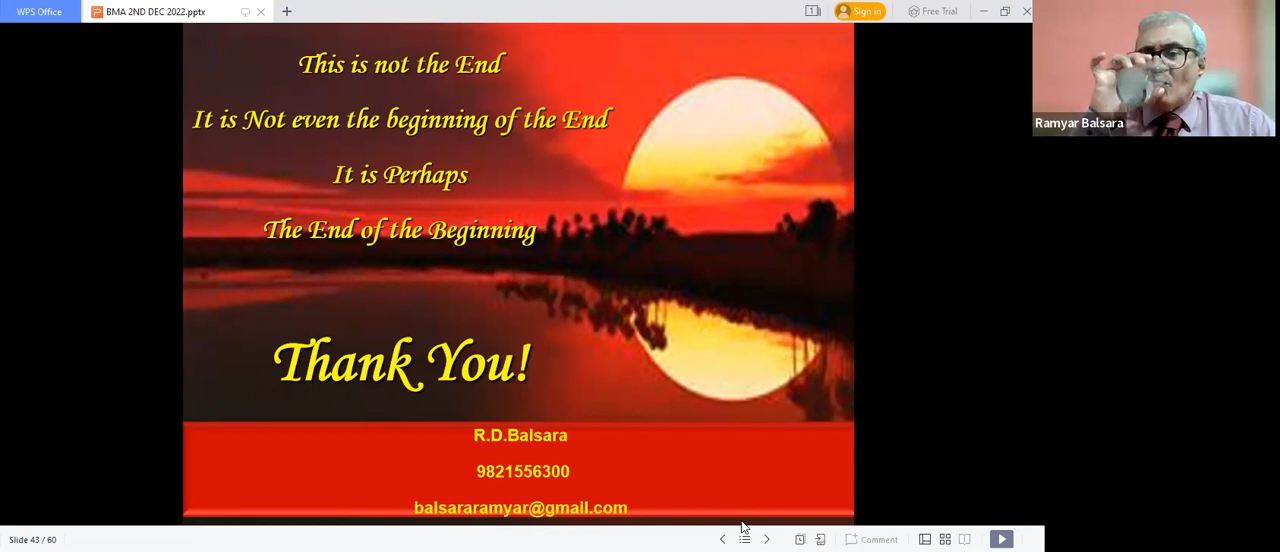 WPS Office
BMA 2ND DEC 2022.pptx
1
Sign in
Free Trial
This is not the End
It is Not even the beginning of the End
It is Perhaps
The End of the Beginning
Thank You!
R.D.Balsara
9821556300
balsararamyar@gmail.com
Ramyar Balsara
Slide 43 / 60
Comment